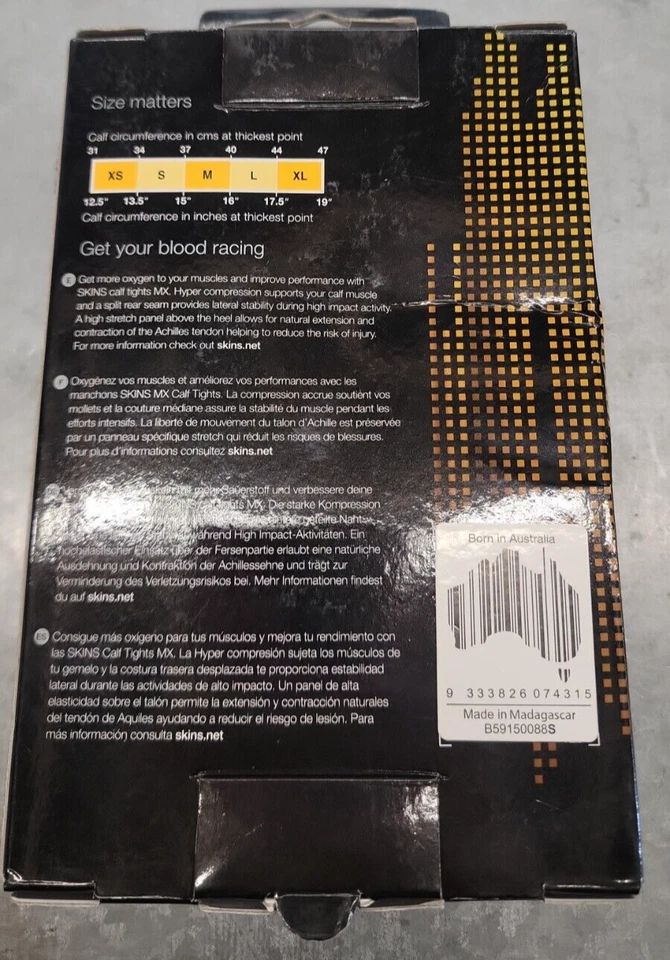 Size matters
Calf circumference in cms at thickest point
31 34 37 40 44 47
XS S M L XL
12.5" 13.5" 15" 16" 17.5" 19"
Calf circumference in inches at thickest point
Get your blood racing
E Get more oxygen to your muscles and improve performance with
SKINS calf tights MX. Hyper compression supports your calf muscle
and a split rear seam provides lateral stability during high impact activity.
A high stretch panel above the heel allows for natural extension and
contraction of the Achilles tendon helping to reduce the risk of injury.
For more information check out skins.net
F Oxygénez vos muscles et améliorez vos performances avec les
manchons SKINS MX Calf Tights. La compression accrue soutient vos
mollets et la couture médiane assure la stabilité du muscle pendant les
efforts intensifs. La liberté de mouvement du talon d'Achille est préservée
par un panneau spécifique stretch qui réduit les risques de blessures.
Pour plus d'informations consultez skins.net
mit mehr Sauerstoff und verbessere deine
MX. Die starke Kompression
Naht
während High Impact-Aktivitäten. Ein
hochelastischer Einsatz über der Fersenpartie erlaubt eine natürliche
Ausdehnung und Kontraktion der Achillessehne und trägt zur
Verminderung des Verletzungsrisikos bei. Mehr Informationen findest
du auf skins.net
ES Consigue más oxígeno para tus músculos y mejora tu rendimiento con
las SKINS Calf Tights MX. La Hyper compresión sujeta los músculos de
tu gemelo y la costura trasera desplazada te proporciona estabilidad
lateral durante las actividades de alto impacto. Un panel de alta
elasticidad sobre el talón permite la extensión y contracción naturales
del tendón de Aquiles ayudando a reducir el riesgo de lesión. Para
más información consulta skins.net
Born in Australia
9 333826 074315
Made in Madagascar
B59150088S